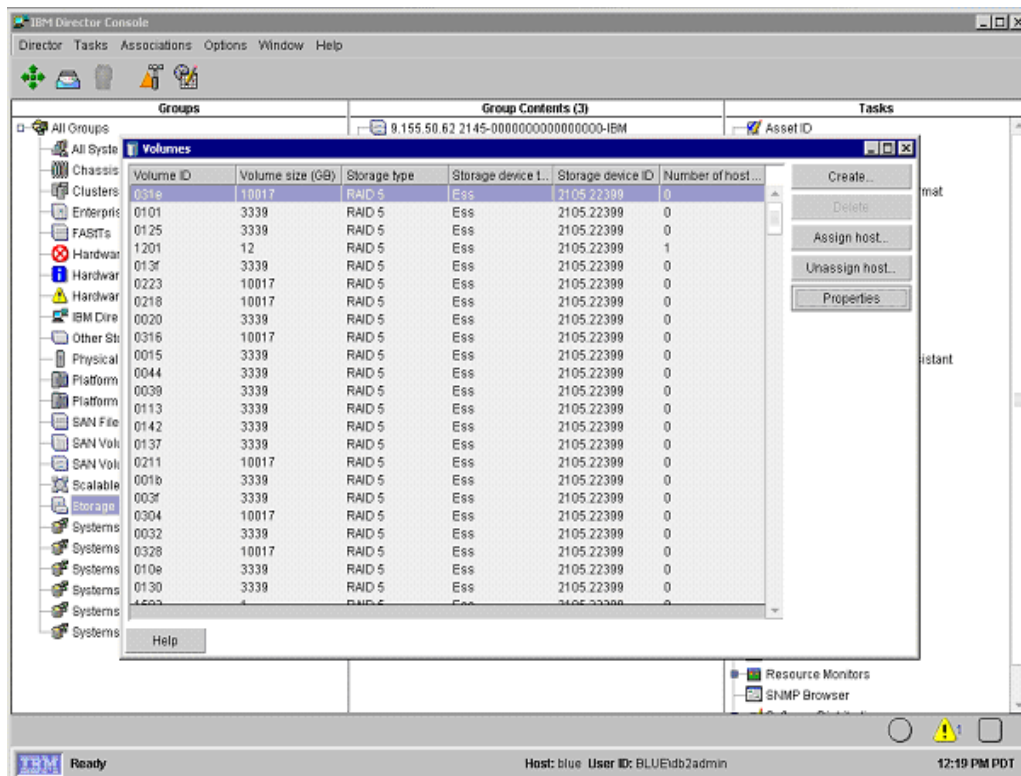 IBM Director Console
Director Tasks Associations Options Window Help
Groups Group Contents (3) Tasks
All Groups 9.155.50.62 2145-0000000000000000-IBM Asset ID
All Syste
Volumes
Chassis
Clusters
Enterpris
FAStTs
Hardwar
Hardwar
Hardwar
IBM Dire
Other Sto
Physical
Platform
Platform
SAN File
SAN Volu
SAN Volu
Scalable
Storage
Systems
Systems
Systems
Systems
Systems
Systems
Volume ID Volume size (GB) Storage type Storage device t... Storage device ID Number of host ...
031e 10017 RAID 5 Ess 2105.22399 0
0101 3339 RAID 5 Ess 2105.22399 0
0125 3339 RAID 5 Ess 2105.22399 0
1201 12 RAID 5 Ess 2105.22399 1
013f 3339 RAID 5 Ess 2105.22399 0
0223 10017 RAID 5 Ess 2105.22399 0
0218 10017 RAID 5 Ess 2105.22399 0
0020 3339 RAID 5 Ess 2105.22399 0
0316 10017 RAID 5 Ess 2105.22399 0
0015 3339 RAID 5 Ess 2105.22399 0
0044 3339 RAID 5 Ess 2105.22399 0
0039 3339 RAID 5 Ess 2105.22399 0
0113 3339 RAID 5 Ess 2105.22399 0
0142 3339 RAID 5 Ess 2105.22399 0
0137 3339 RAID 5 Ess 2105.22399 0
0211 10017 RAID 5 Ess 2105.22399 0
001b 3339 RAID 5 Ess 2105.22399 0
003f 3339 RAID 5 Ess 2105.22399 0
0304 10017 RAID 5 Ess 2105.22399 0
0032 3339 RAID 5 Ess 2105.22399 0
0328 10017 RAID 5 Ess 2105.22399 0
010e 3339 RAID 5 Ess 2105.22399 0
0130 3339 RAID 5 Ess 2105.22399 0
Create...
Delete
Assign host...
Unassign host...
Properties
Help
mat
istant
Resource Monitors
SNMP Browser
1
IBM Ready Host: blue User ID: BLUE\db2admin 12:19 PM PDT